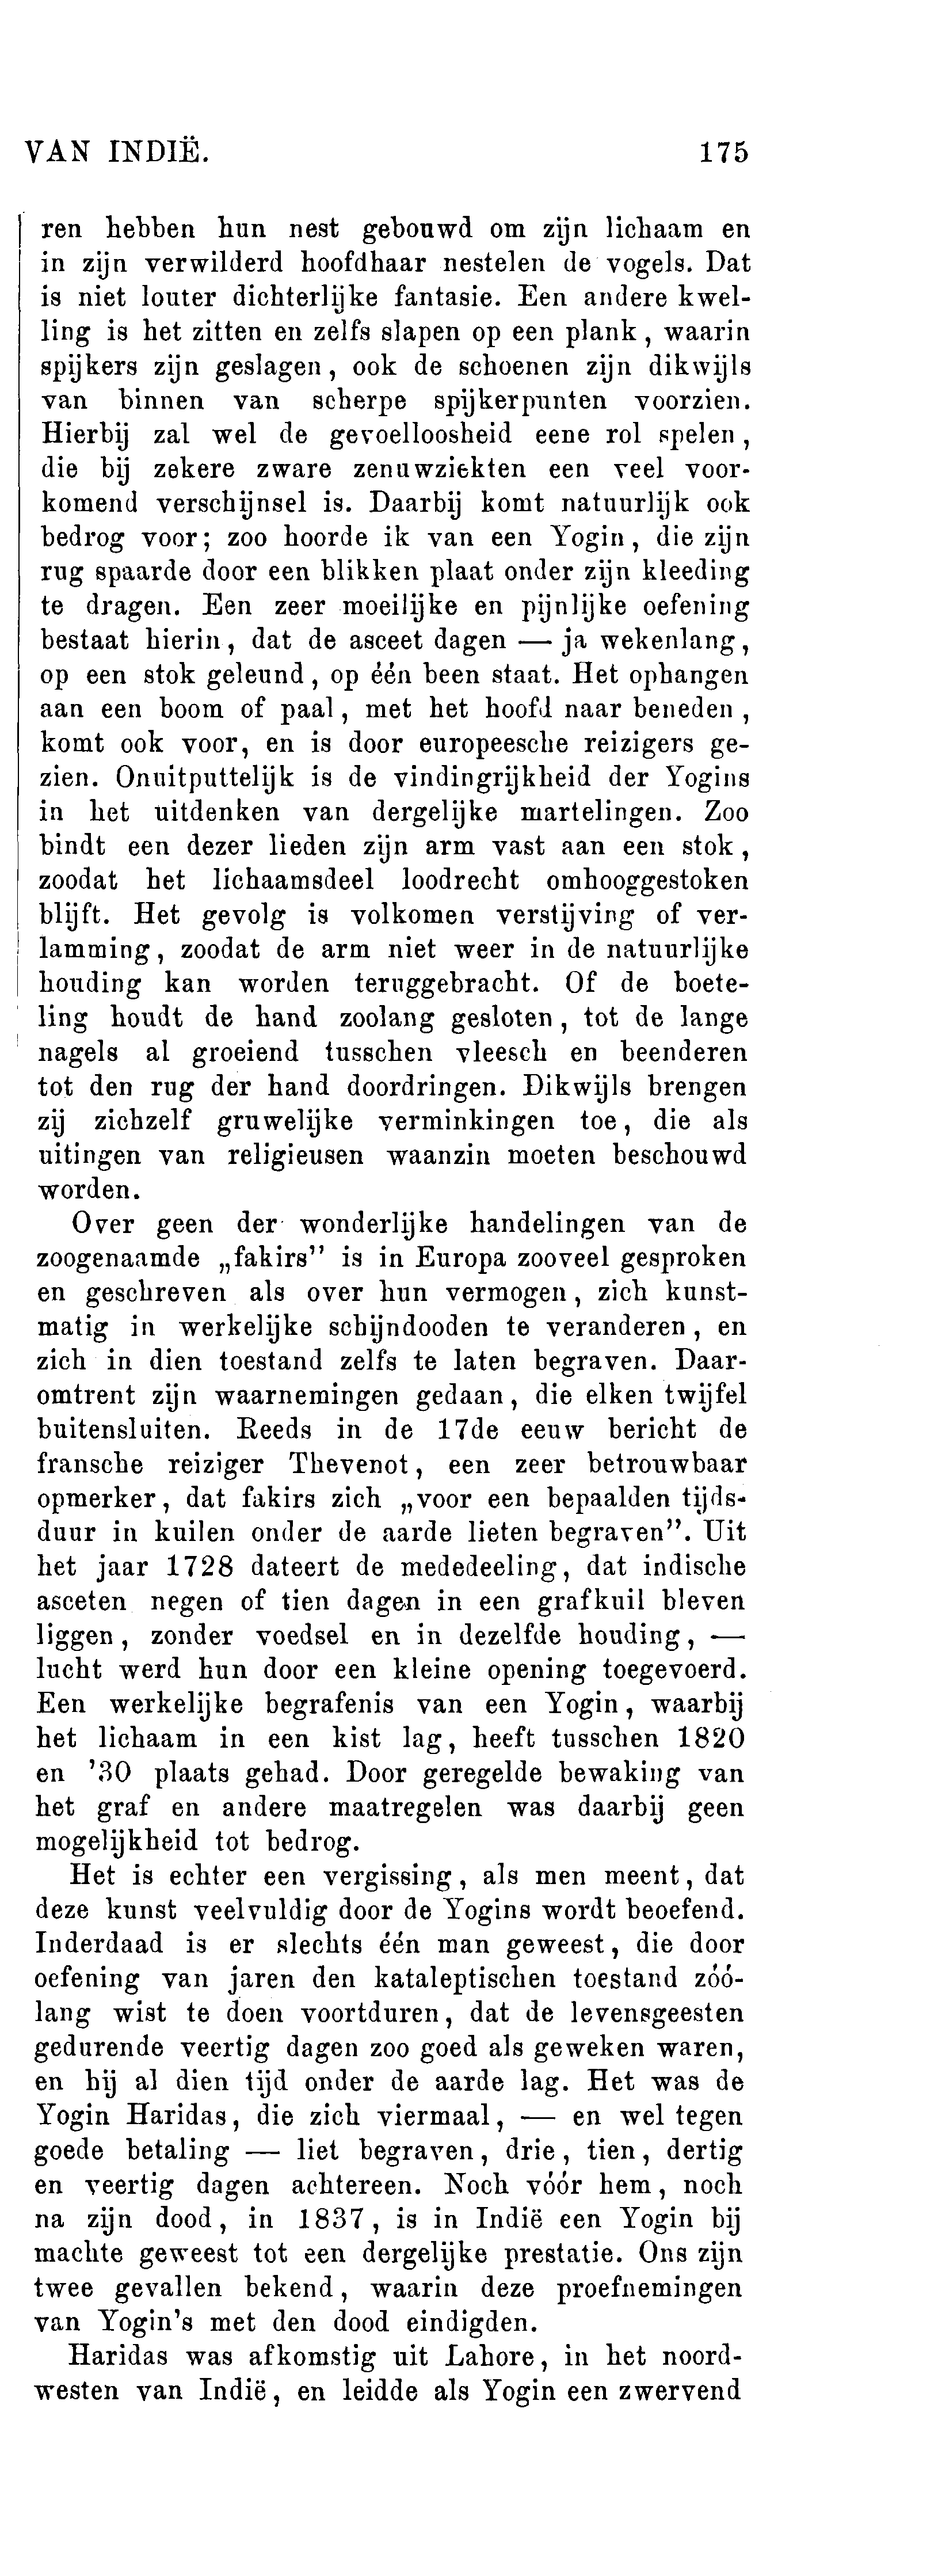 VAN INDIË. 175
ren hebben hun nest gebouwd om zijn lichaam en
in zijn verwilderd hoofdhaar nestelen de vogels. Dat
is niet louter dichterlijke fantasie. Een andere kwel-
ling is het zitten en zelfs slapen op een plank, waarin
spijkers zijn geslagen, ook de schoenen zijn dikwijls
van binnen van scherpe spijkerpunten voorzien.
Hierbij zal wel de gevoelloosheid eene rol spelen,
die bij zekere zware zenuwziekten een veel voor-
komend verschijnsel is. Daarbij komt natuurlijk ook
bedrog voor; zoo hoorde ik van een Yogin, die zijn
rug spaarde door een blikken plaat onder zijn kleeding
te dragen. Een zeer moeilijke en pijnlijke oefening
bestaat hierin, dat de asceet dagen — ja wekenlang,
op een stok geleund, op één been staat. Het ophangen
aan een boom of paal, met het hoofd naar beneden,
komt ook voor, en is door europeesche reizigers ge-
zien. Onuitputtelijk is de vindingrijkheid der Yogins
in het uitdenken van dergelijke martelingen. Zoo
bindt een dezer lieden zijn arm vast aan een stok,
zoodat het lichaamsdeel loodrecht omhooggestoken
blijft. Het gevolg is volkomen verstijving of ver-
lamming, zoodat de arm niet weer in de natuurlijke
houding kan worden teruggebracht. Of de boete-
ling houdt de hand zoolang gesloten, tot de lange
nagels al groeiend tusschen vleesch en beenderen
tot den rug der hand doordringen. Dikwijls brengen
zij zichzelf gruwelijke verminkingen toe, die als
uitingen van religieusen waanzin moeten beschouwd
worden.
Over geen der wonderlijke handelingen van de
zoogenaamde „fakirs” is in Europa zooveel gesproken
en geschreven als over hun vermogen, zich kunst-
matig in werkelijke schijndooden te veranderen, en
zich in dien toestand zelfs te laten begraven. Daar-
omtrent zijn waarnemingen gedaan, die elken twijfel
buitensluiten. Reeds in de 17de eeuw bericht de
fransche reiziger Thevenot, een zeer betrouwbaar
opmerker, dat fakirs zich „voor een bepaalden tijds-
duur in kuilen onder de aarde lieten begraven”. Uit
het jaar 1728 dateert de mededeeling, dat indische
asceten negen of tien dagen in een grafkuil bleven
liggen, zonder voedsel en in dezelfde houding, —
lucht werd hun door een kleine opening toegevoerd.
Een werkelijke begrafenis van een Yogin, waarbij
het lichaam in een kist lag, heeft tusschen 1820
en '30 plaats gehad. Door geregelde bewaking van
het graf en andere maatregelen was daarbij geen
mogelijkheid tot bedrog.
Het is echter een vergissing, als men meent, dat
deze kunst veelvuldig door de Yogins wordt beoefend.
Inderdaad is er slechts één man geweest, die door
oefening van jaren den kataleptischen toestand zóó-
lang wist te doen voortduren, dat de levensgeesten
gedurende veertig dagen zoo goed als geweken waren,
en hij al dien tijd onder de aarde lag. Het was de
Yogin Haridas, die zich viermaal, — en wel tegen
goede betaling — liet begraven, drie, tien, dertig
en veertig dagen achtereen. Noch vóór hem, noch
na zijn dood, in 1837, is in Indië een Yogin bij
machte geweest tot een dergelijke prestatie. Ons zijn
twee gevallen bekend, waarin deze proefnemingen
van Yogin's met den dood eindigden.
Haridas was afkomstig uit Lahore, in het noord-
westen van Indië, en leidde als Yogin een zwervend